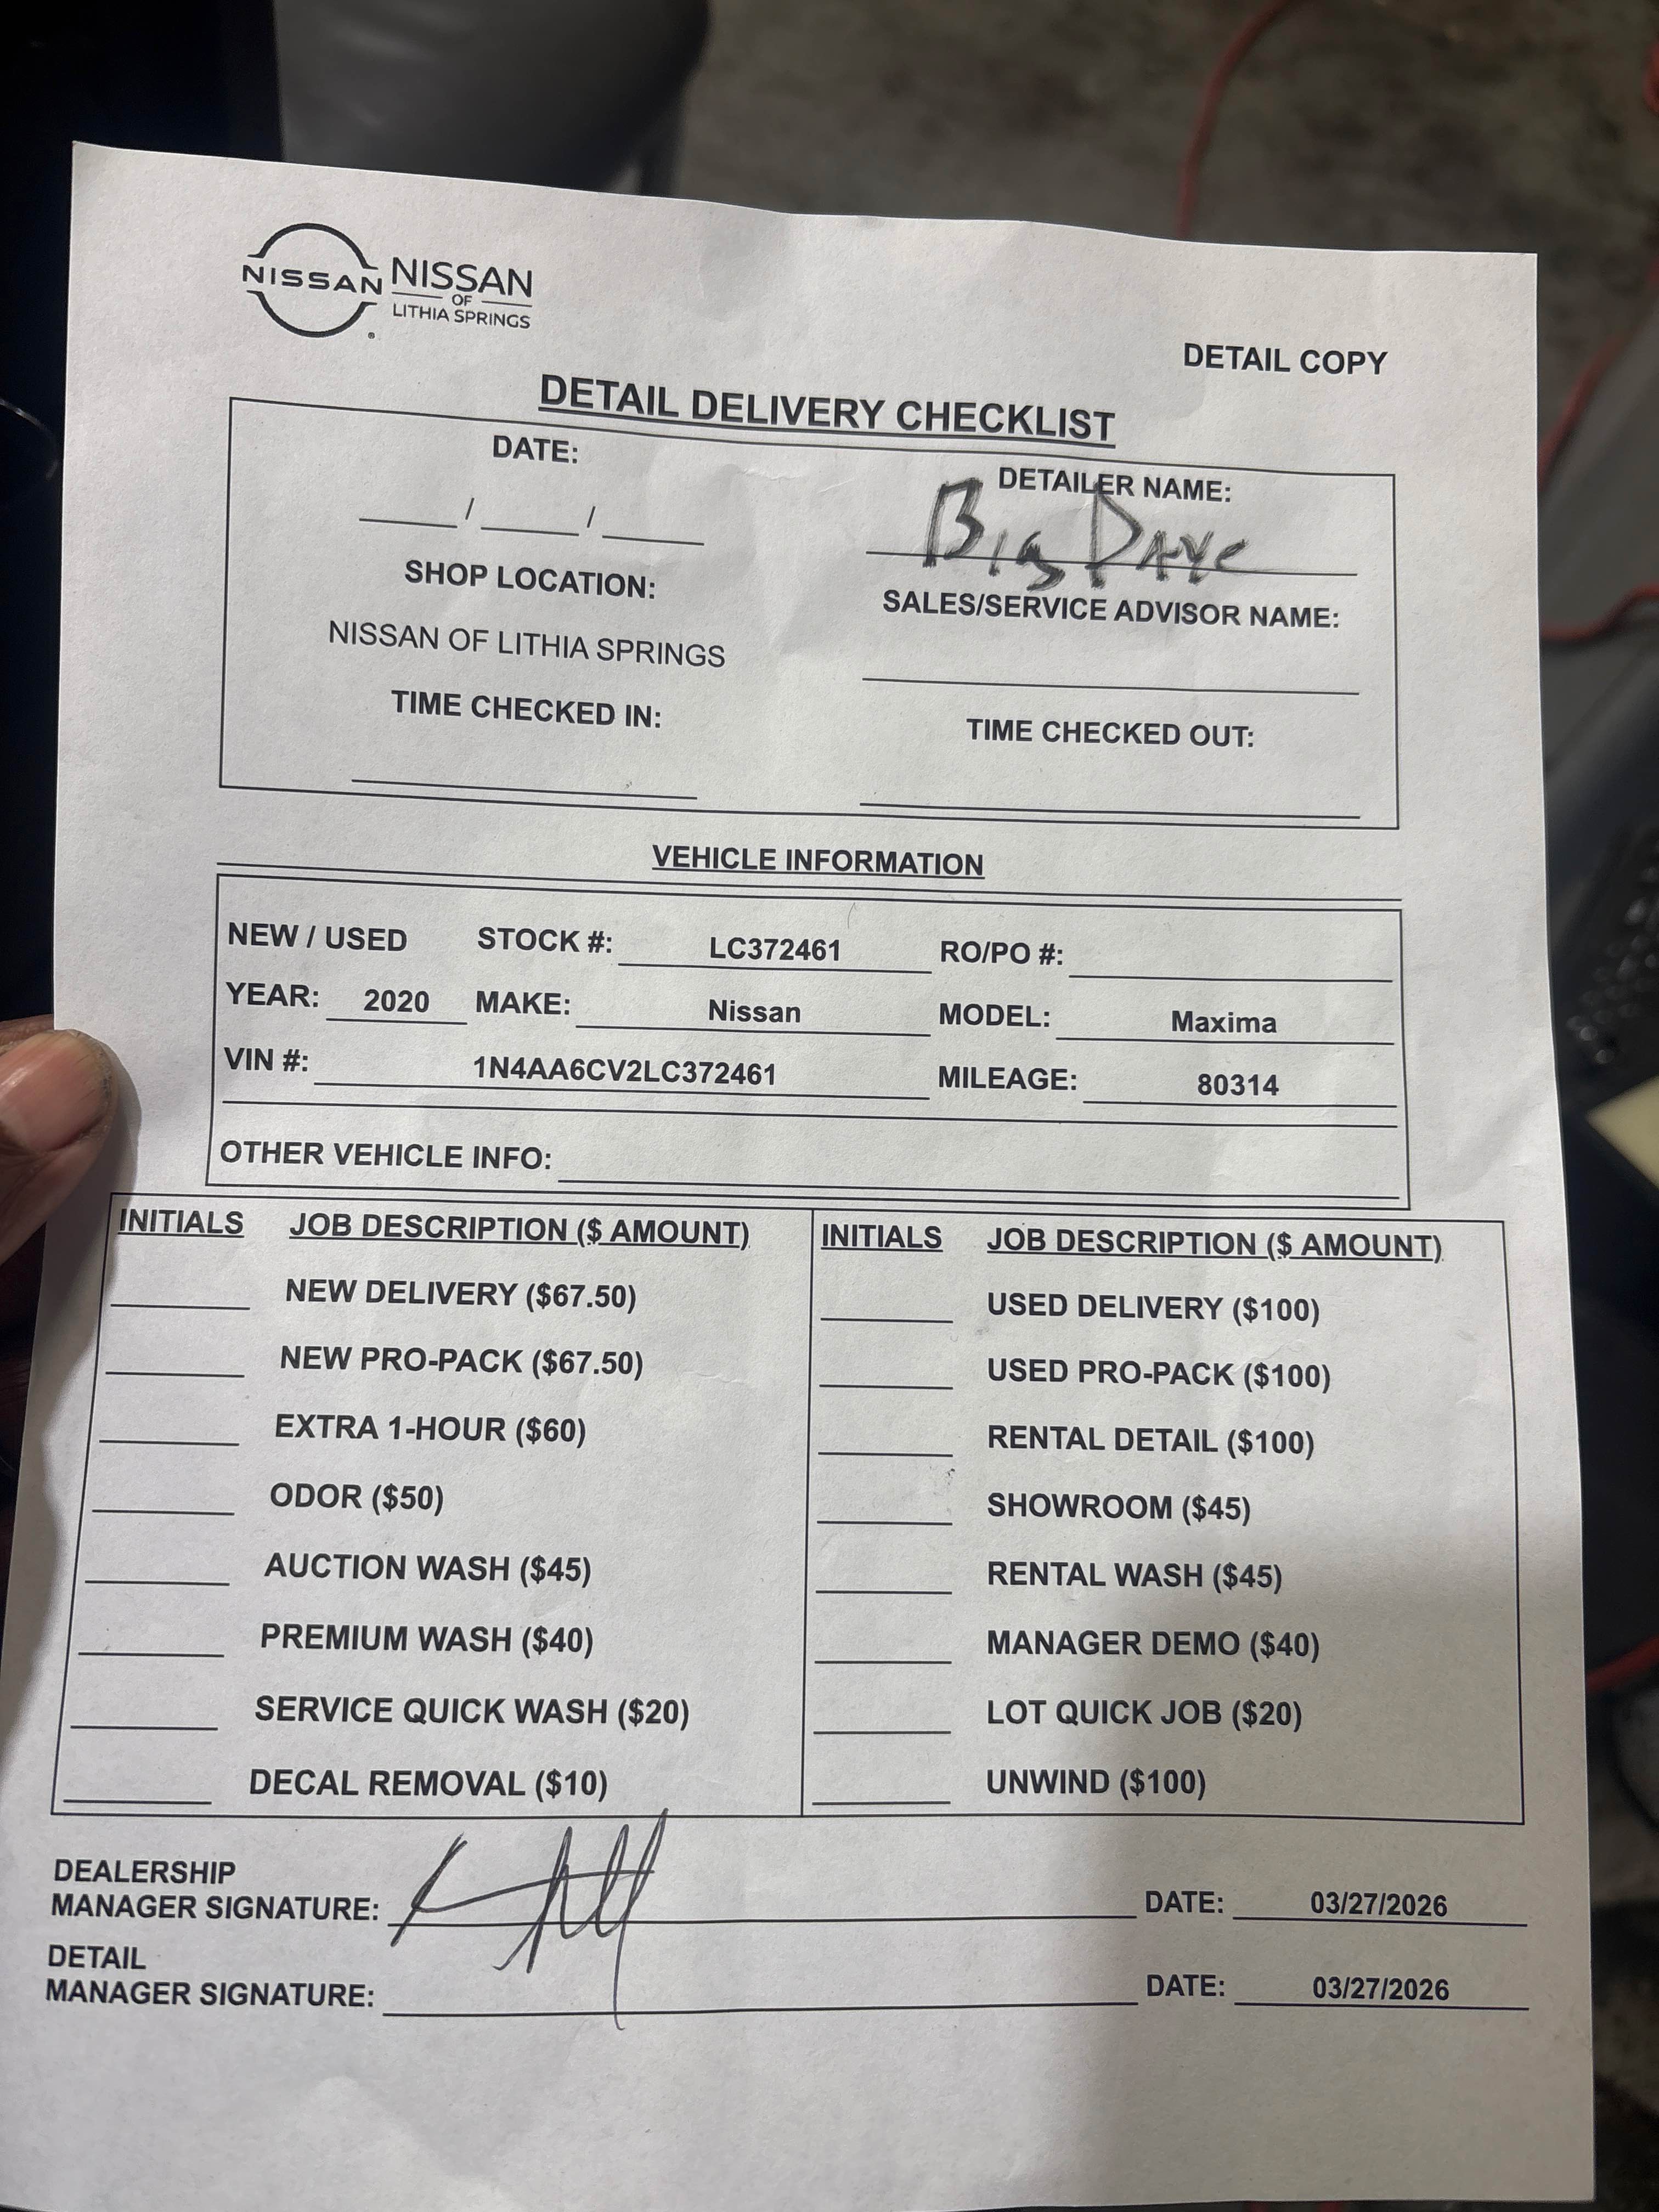 NISSAN NISSAN
OF
LITHIA SPRINGS
DETAIL COPY
DETAIL DELIVERY CHECKLIST
DATE:
___/___/___
SHOP LOCATION:
NISSAN OF LITHIA SPRINGS
TIME CHECKED IN:
DETAILER NAME:
Big Dave
SALES/SERVICE ADVISOR NAME:
TIME CHECKED OUT:
VEHICLE INFORMATION
NEW / USED STOCK #: LC372461 RO/PO #:
YEAR: 2020 MAKE: Nissan MODEL: Maxima
VIN #: 1N4AA6CV2LC372461 MILEAGE: 80314
OTHER VEHICLE INFO:
INITIALS JOB DESCRIPTION ($ AMOUNT)
NEW DELIVERY ($67.50)
NEW PRO-PACK ($67.50)
EXTRA 1-HOUR ($60)
ODOR ($50)
AUCTION WASH ($45)
PREMIUM WASH ($40)
SERVICE QUICK WASH ($20)
DECAL REMOVAL ($10)
INITIALS JOB DESCRIPTION ($ AMOUNT)
USED DELIVERY ($100)
USED PRO-PACK ($100)
RENTAL DETAIL ($100)
SHOWROOM ($45)
RENTAL WASH ($45)
MANAGER DEMO ($40)
LOT QUICK JOB ($20)
UNWIND ($100)
DEALERSHIP
MANAGER SIGNATURE: DATE: 03/27/2026
DETAIL
MANAGER SIGNATURE: DATE: 03/27/2026